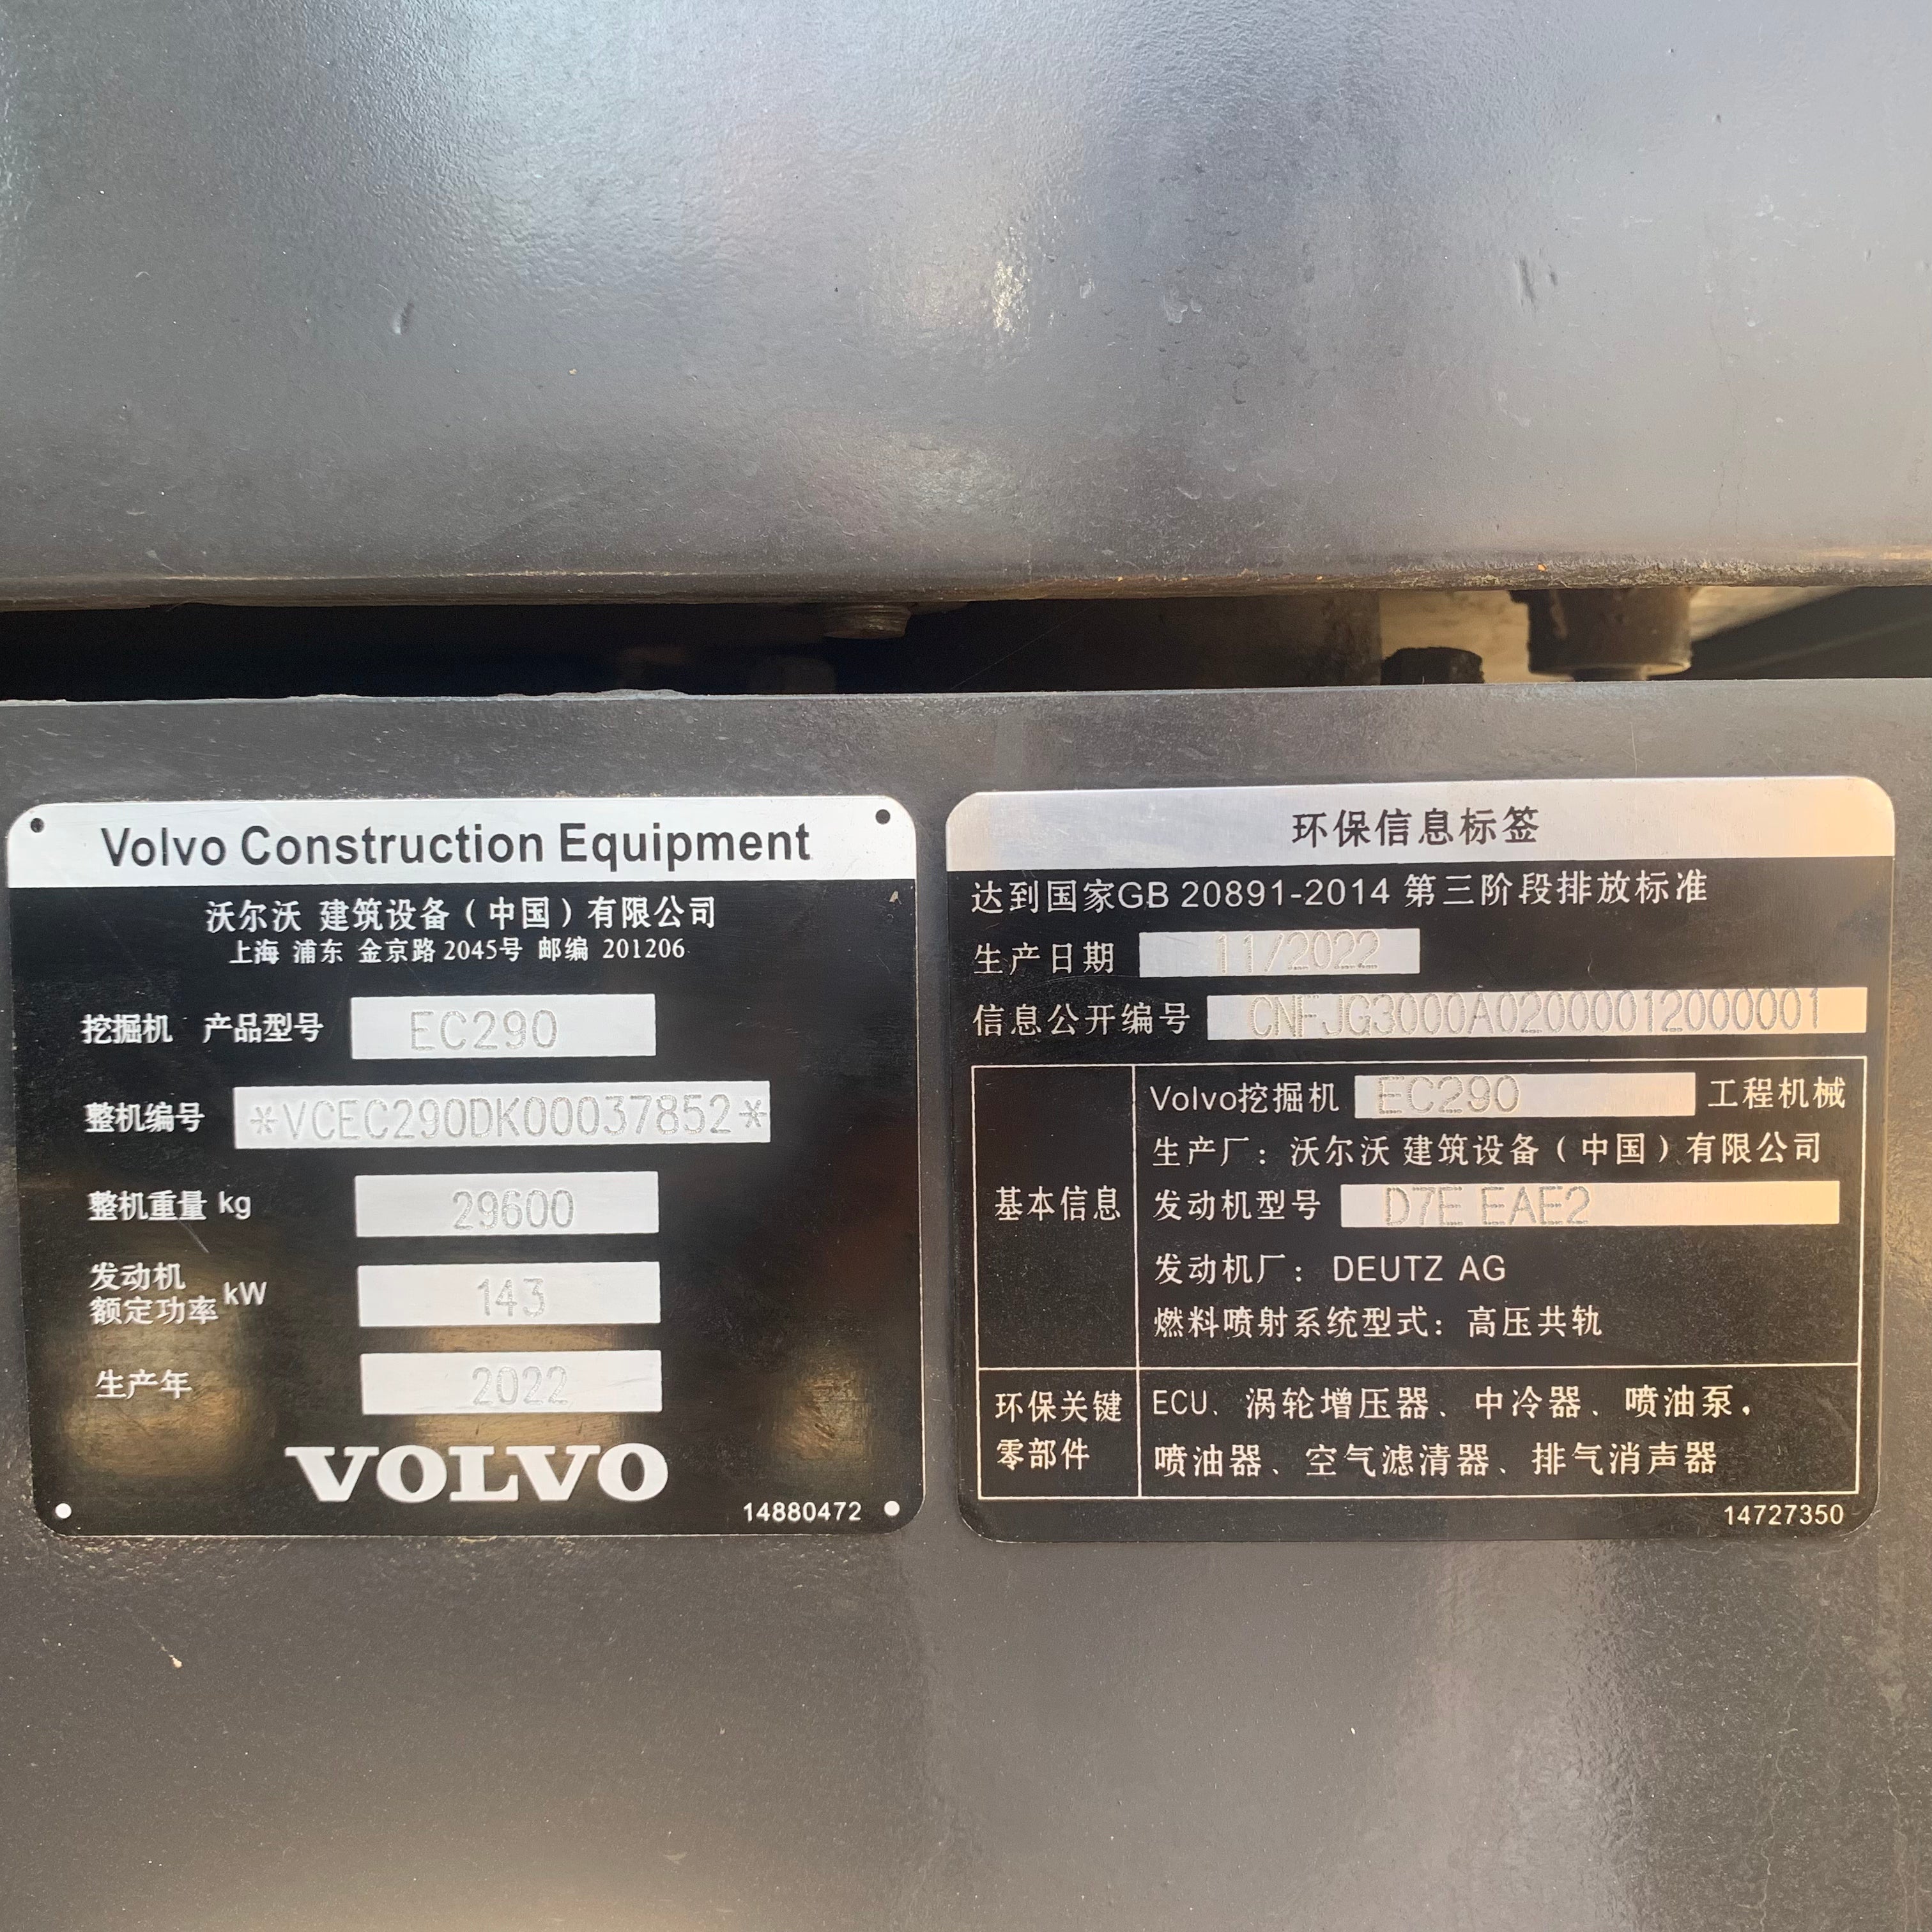 Volvo Construction Equipment
沃尔沃 建筑设备（中国）有限公司
上海 浦东 金京路 2045号 邮编 201206
挖掘机 产品型号 EC290
整机编号 *VCEC290DK00037852*
整机重量 kg 29600
发动机
额定功率 kW 143
生产年 2022
VOLVO
14880472
环保信息标签
达到国家GB 20891-2014 第三阶段排放标准
生产日期 11/2022
信息公开编号 CNFJG3000A02000012000001
基本信息
Volvo挖掘机 EC290 工程机械
生产厂：沃尔沃 建筑设备（中国）有限公司
发动机型号 D7E EAE2
发动机厂：DEUTZ AG
燃料喷射系统型式：高压共轨
环保关键
零部件
ECU、涡轮增压器、中冷器、喷油泵，
喷油器、空气滤清器、排气消声器
14727350